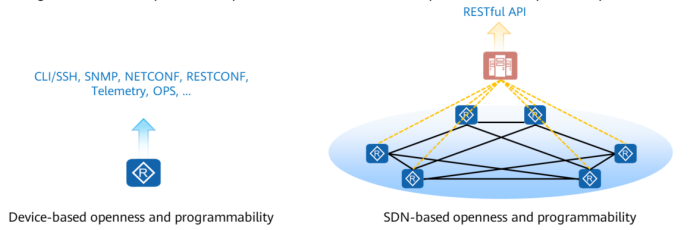 RESTful API
CLI/SSH, SNMP, NETCONF, RESTCONF,
Telemetry, OPS, ...
R
R
R
R
R
R
R
Device-based openness and programmability
SDN-based openness and programmability